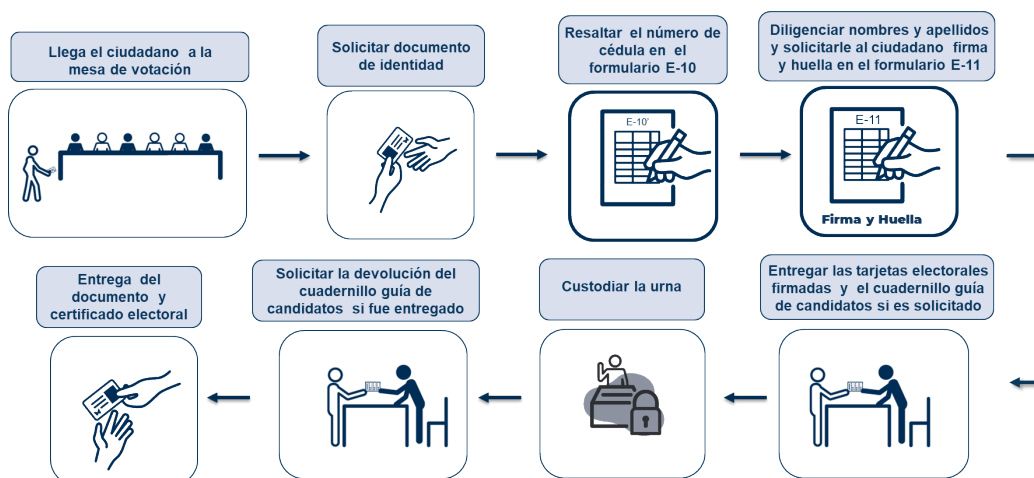 Llega el ciudadano a la
mesa de votación
Solicitar documento
de identidad
Resaltar el número de
cédula en el
formulario E-10
Diligenciar nombres y apellidos
y solicitarle al ciudadano firma
y huella en el formulario E-11
E-10'
E-11
Firma y Huella
Entregar las tarjetas electorales
firmadas y el cuadernillo guía
de candidatos si es solicitado
Custodiar la urna
Solicitar la devolución del
cuadernillo guía de
candidatos si fue entregado
Entrega del
documento y
certificado electoral